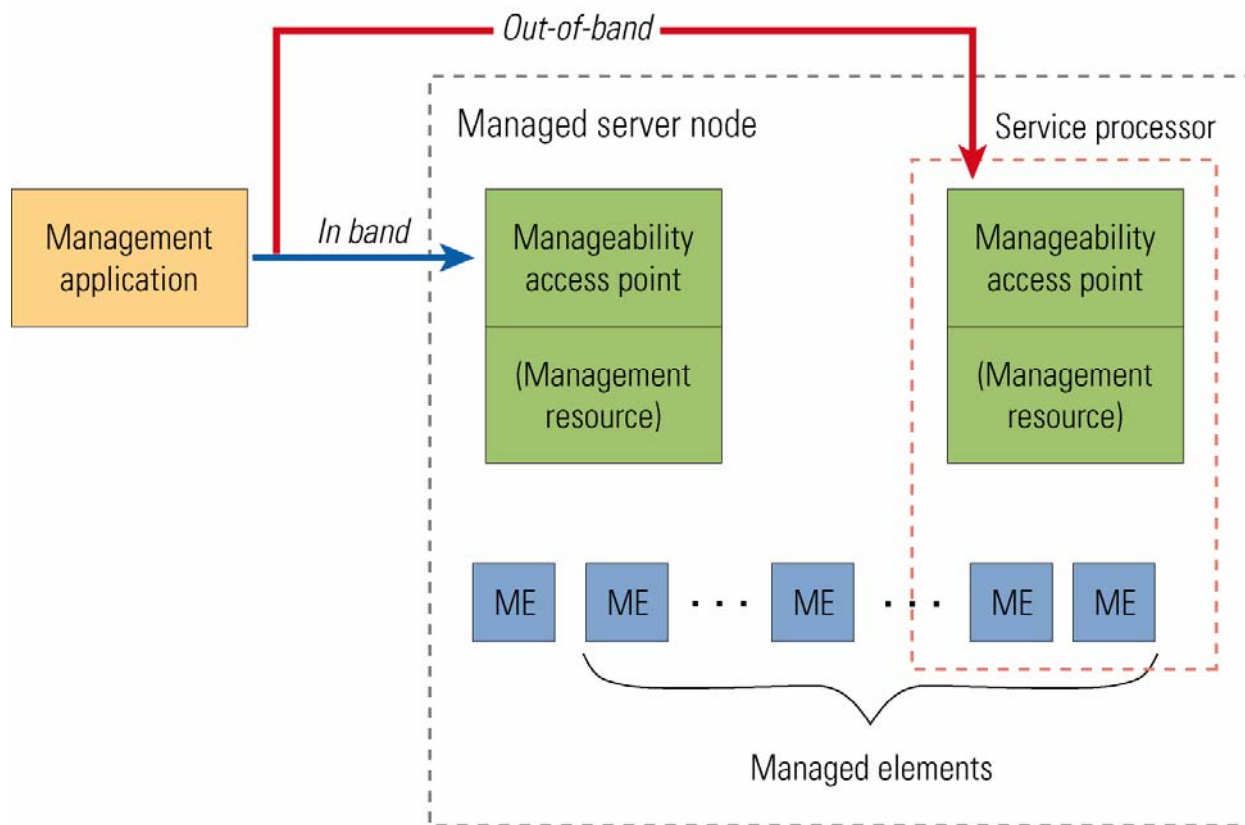 Out-of-band
Managed server node
Service processor
Management
application
In band
Manageability
access point
(Management
resource)
Manageability
access point
(Management
resource)
ME
ME
· · ·
ME
· · ·
ME
ME
Managed elements